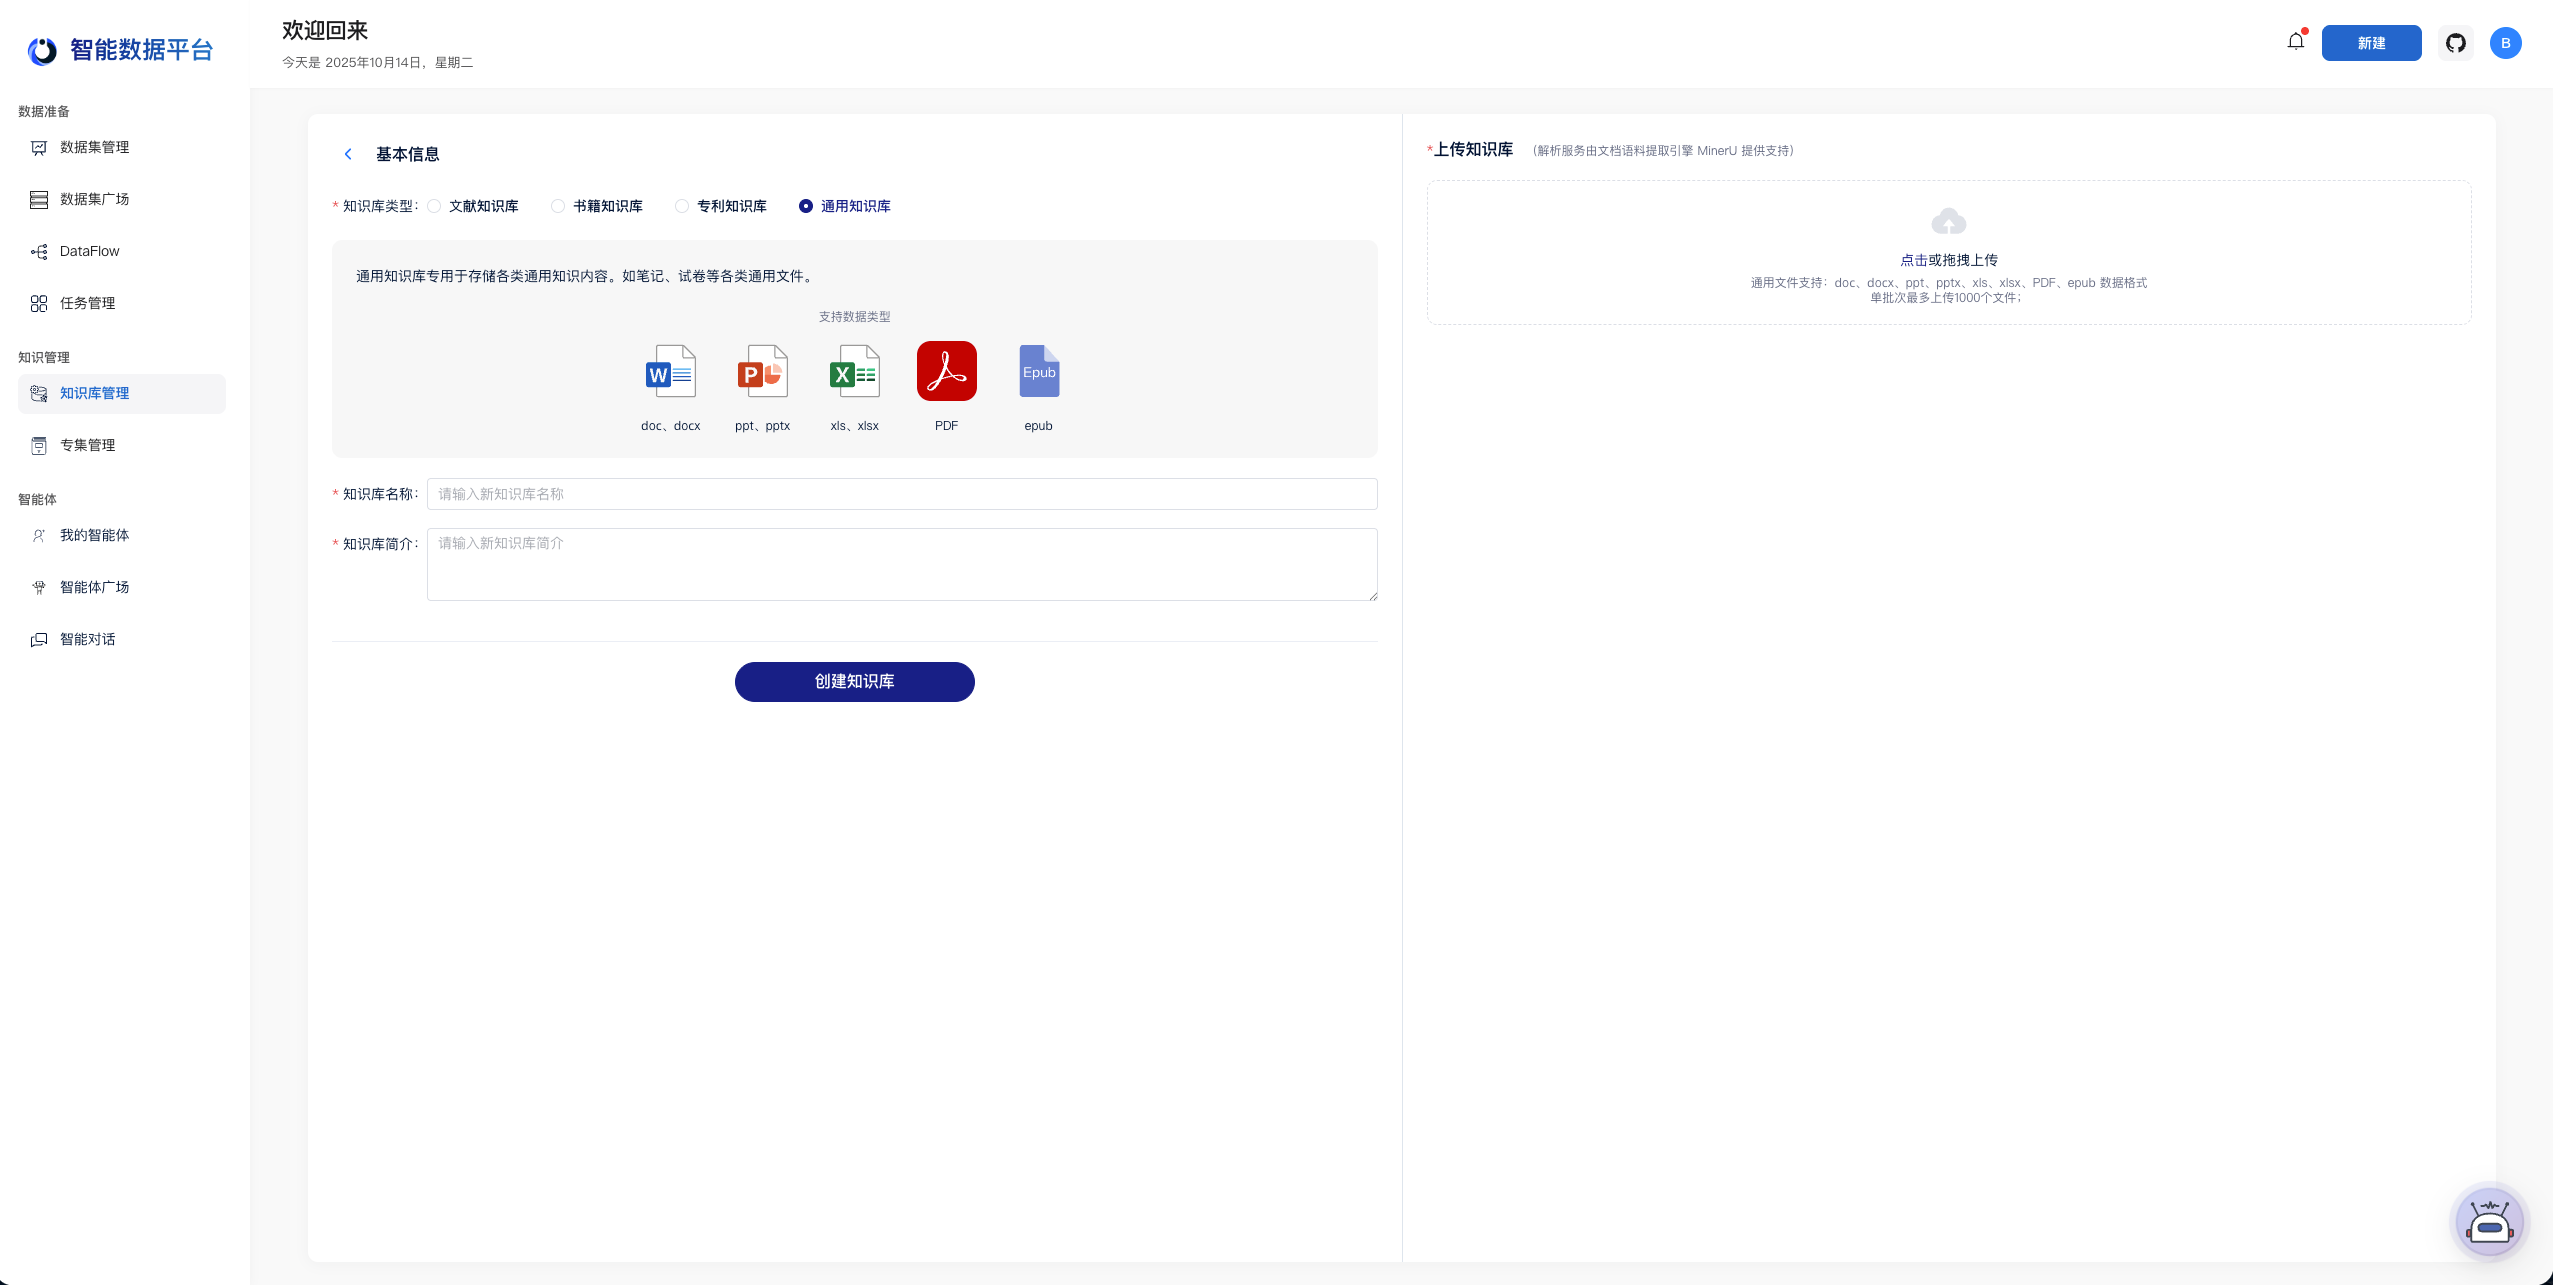 智能数据平台
数据准备
数据集管理
数据集广场
DataFlow
任务管理
知识管理
知识库管理
专集管理
智能体
我的智能体
智能体广场
智能对话
欢迎回来
今天是 2025年10月14日，星期二
新建
B
基本信息
* 知识库类型： 文献知识库 书籍知识库 专利知识库 通用知识库
通用知识库专用于存储各类通用知识内容。如笔记、试卷等各类通用文件。
支持数据类型
W P X Epub
doc、docx ppt、pptx xls、xlsx PDF epub
* 知识库名称： 请输入新知识库名称
* 知识库简介： 请输入新知识库简介
创建知识库
*上传知识库 （解析服务由文档语料提取引擎 MinerU 提供支持）
点击或拖拽上传
通用文件支持：doc、docx、ppt、pptx、xls、xlsx、PDF、epub 数据格式
单批次最多上传1000个文件；